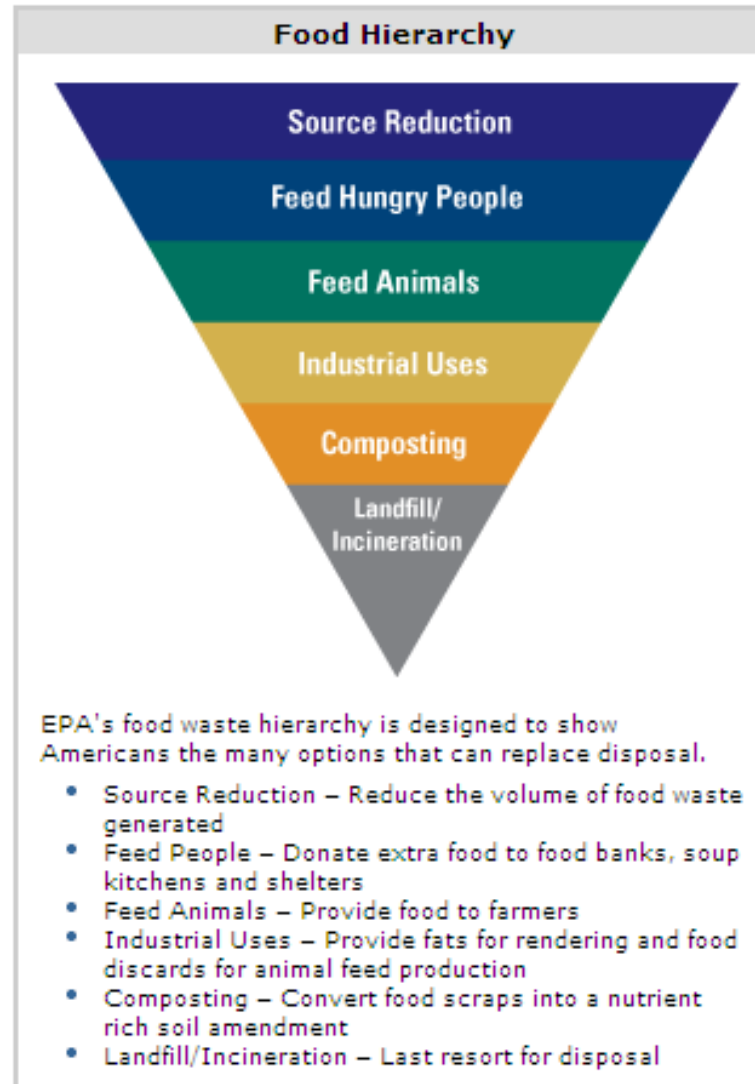 Food Hierarchy
Source Reduction
Feed Hungry People
Feed Animals
Industrial Uses
Composting
Landfill/
Incineration
EPA's food waste hierarchy is designed to show
Americans the many options that can replace disposal.
• Source Reduction – Reduce the volume of food waste
generated
• Feed People – Donate extra food to food banks, soup
kitchens and shelters
• Feed Animals – Provide food to farmers
• Industrial Uses – Provide fats for rendering and food
discards for animal feed production
• Composting – Convert food scraps into a nutrient
rich soil amendment
• Landfill/Incineration – Last resort for disposal